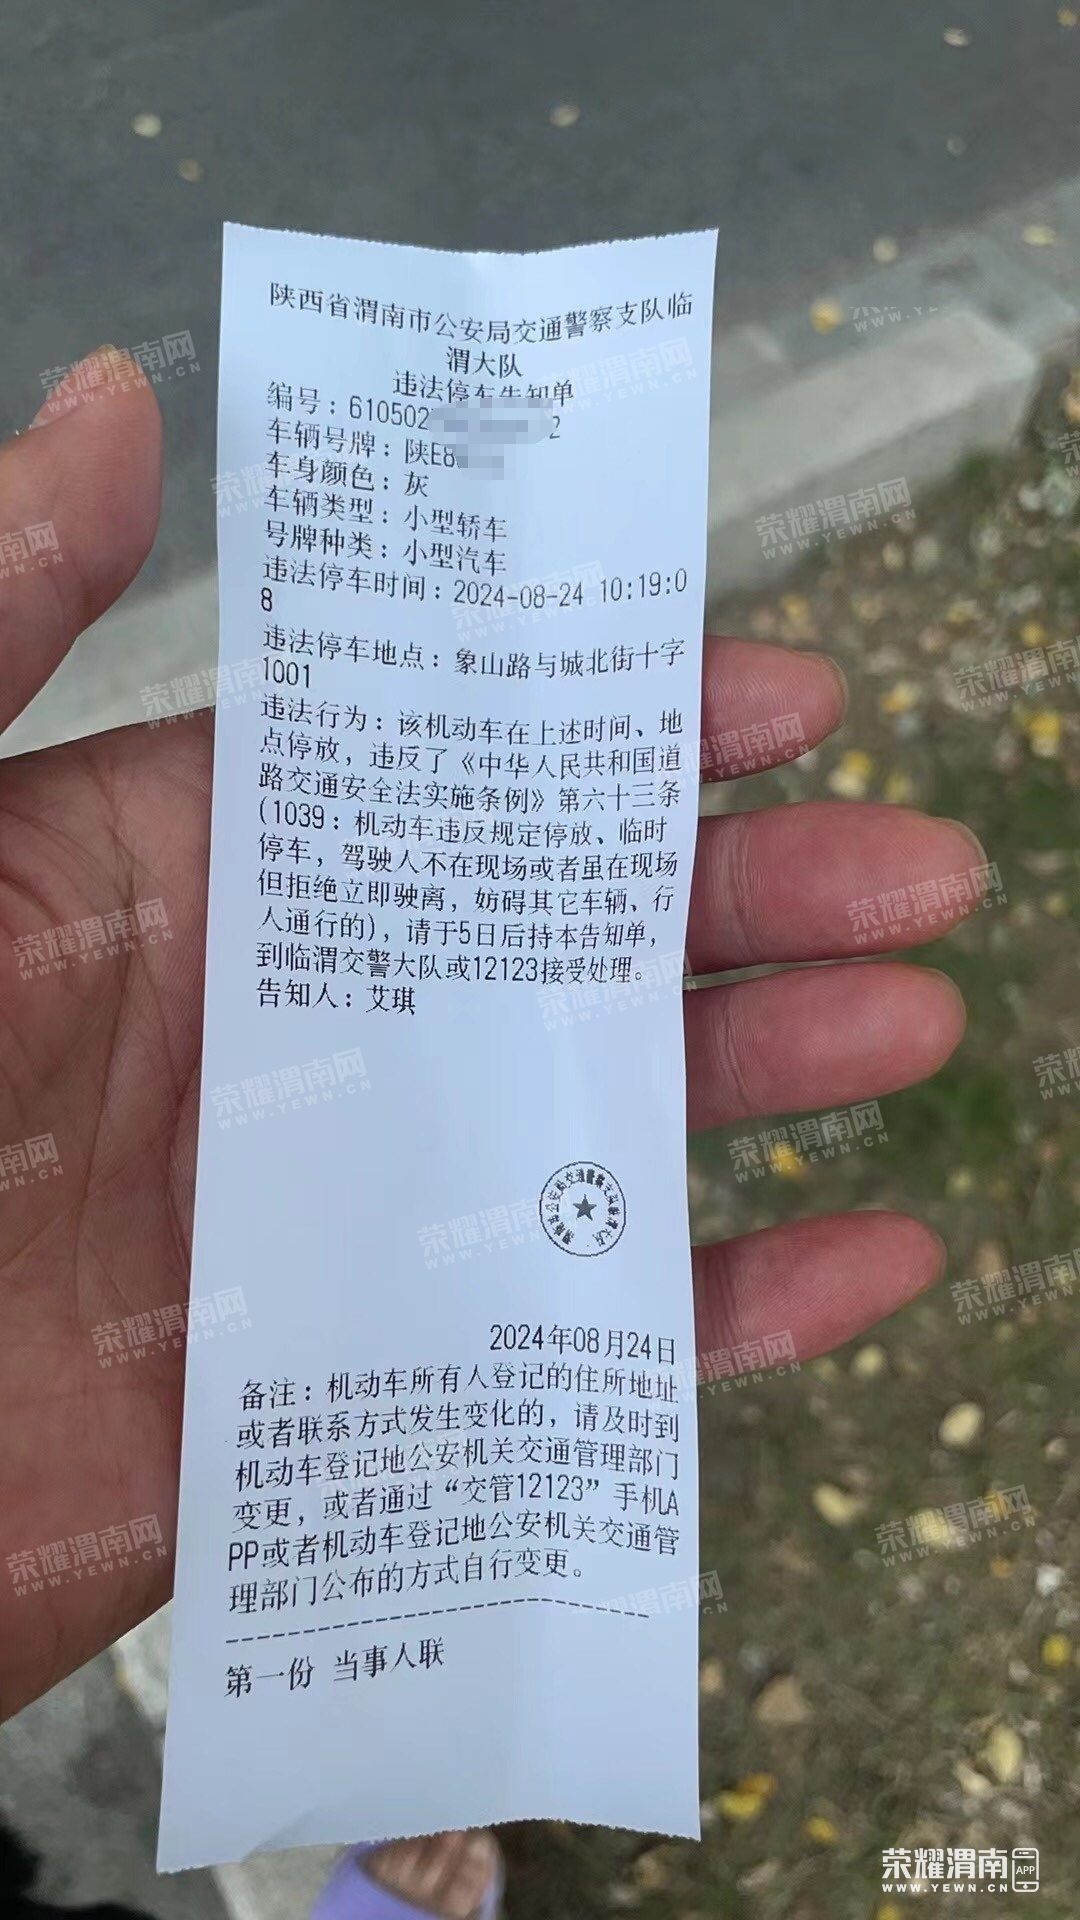 陕西省渭南市公安局交通警察支队临
渭大队
违法停车告知单
编号：610502 2
车辆号牌：陕E8
车身颜色：灰
车辆类型：小型轿车
号牌种类：小型汽车
违法停车时间：2024-08-24 10:19:0
8
违法停车地点：象山路与城北街十字
1001
违法行为：该机动车在上述时间、地
点停放，违反了《中华人民共和国道
路交通安全法实施条例》第六十三条
(1039：机动车违反规定停放、临时
停车，驾驶人不在现场或者虽在现场
但拒绝立即驶离，妨碍其它车辆、行
人通行的)，请于5日后持本告知单，
到临渭交警大队或12123接受处理。
告知人：艾琪
2024年08月24日
备注：机动车所有人登记的住所地址
或者联系方式发生变化的，请及时到
机动车登记地公安机关交通管理部门
变更，或者通过“交管12123”手机A
PP或者机动车登记地公安机关交通管
理部门公布的方式自行变更。
第一份 当事人联
荣耀渭南网
WWW.YEWN.CN
荣耀渭南 APP
WWW.YEWN.CN